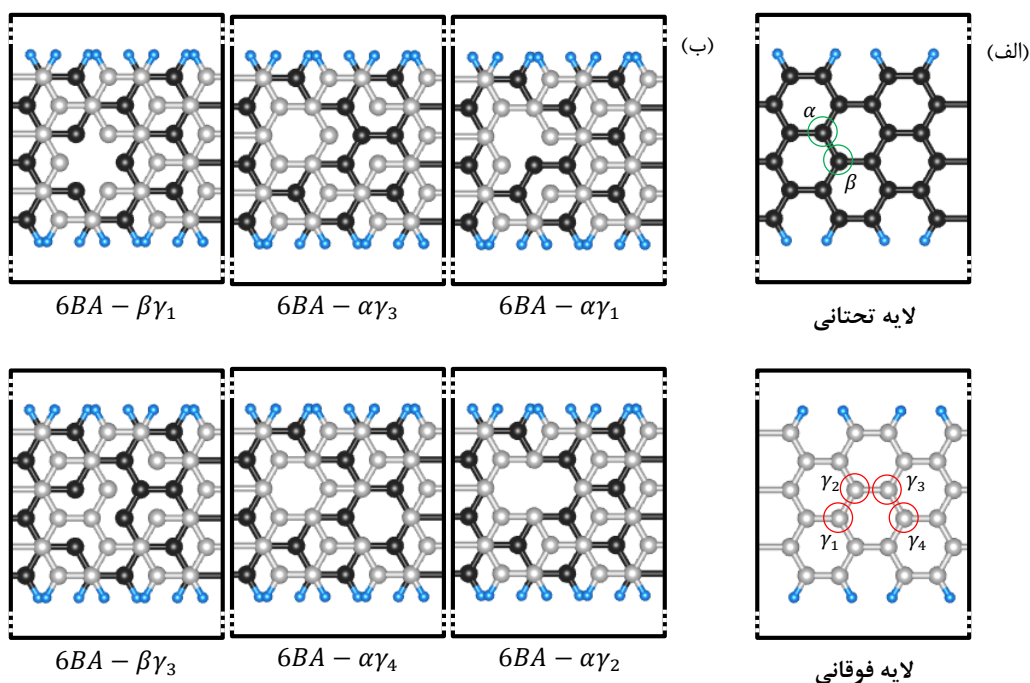 (الف)
(ب)
α
β
6BA − βγ₁
6BA − αγ₃
6BA − αγ₁
لایه تحتانی
γ₂
γ₃
γ₁
γ₄
6BA − βγ₃
6BA − αγ₄
6BA − αγ₂
لایه فوقانی